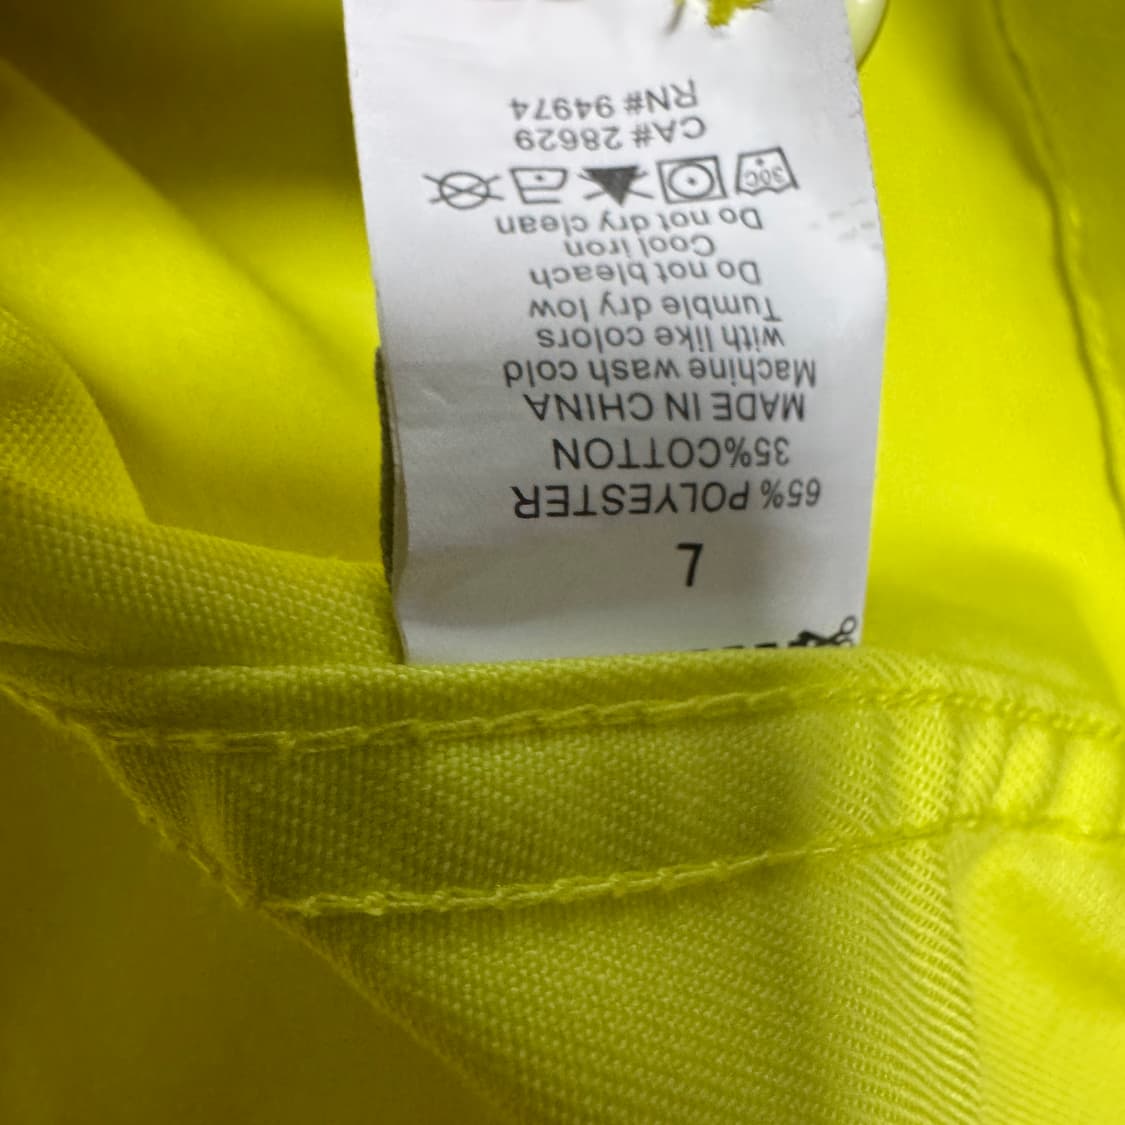 L
65% POLYESTER
35%COTTON
MADE IN CHINA
Machine wash cold
with like colors
Tumble dry low
Do not bleach
Cool iron
Do not dry clean
30C
CA# 28629
RN# 94974